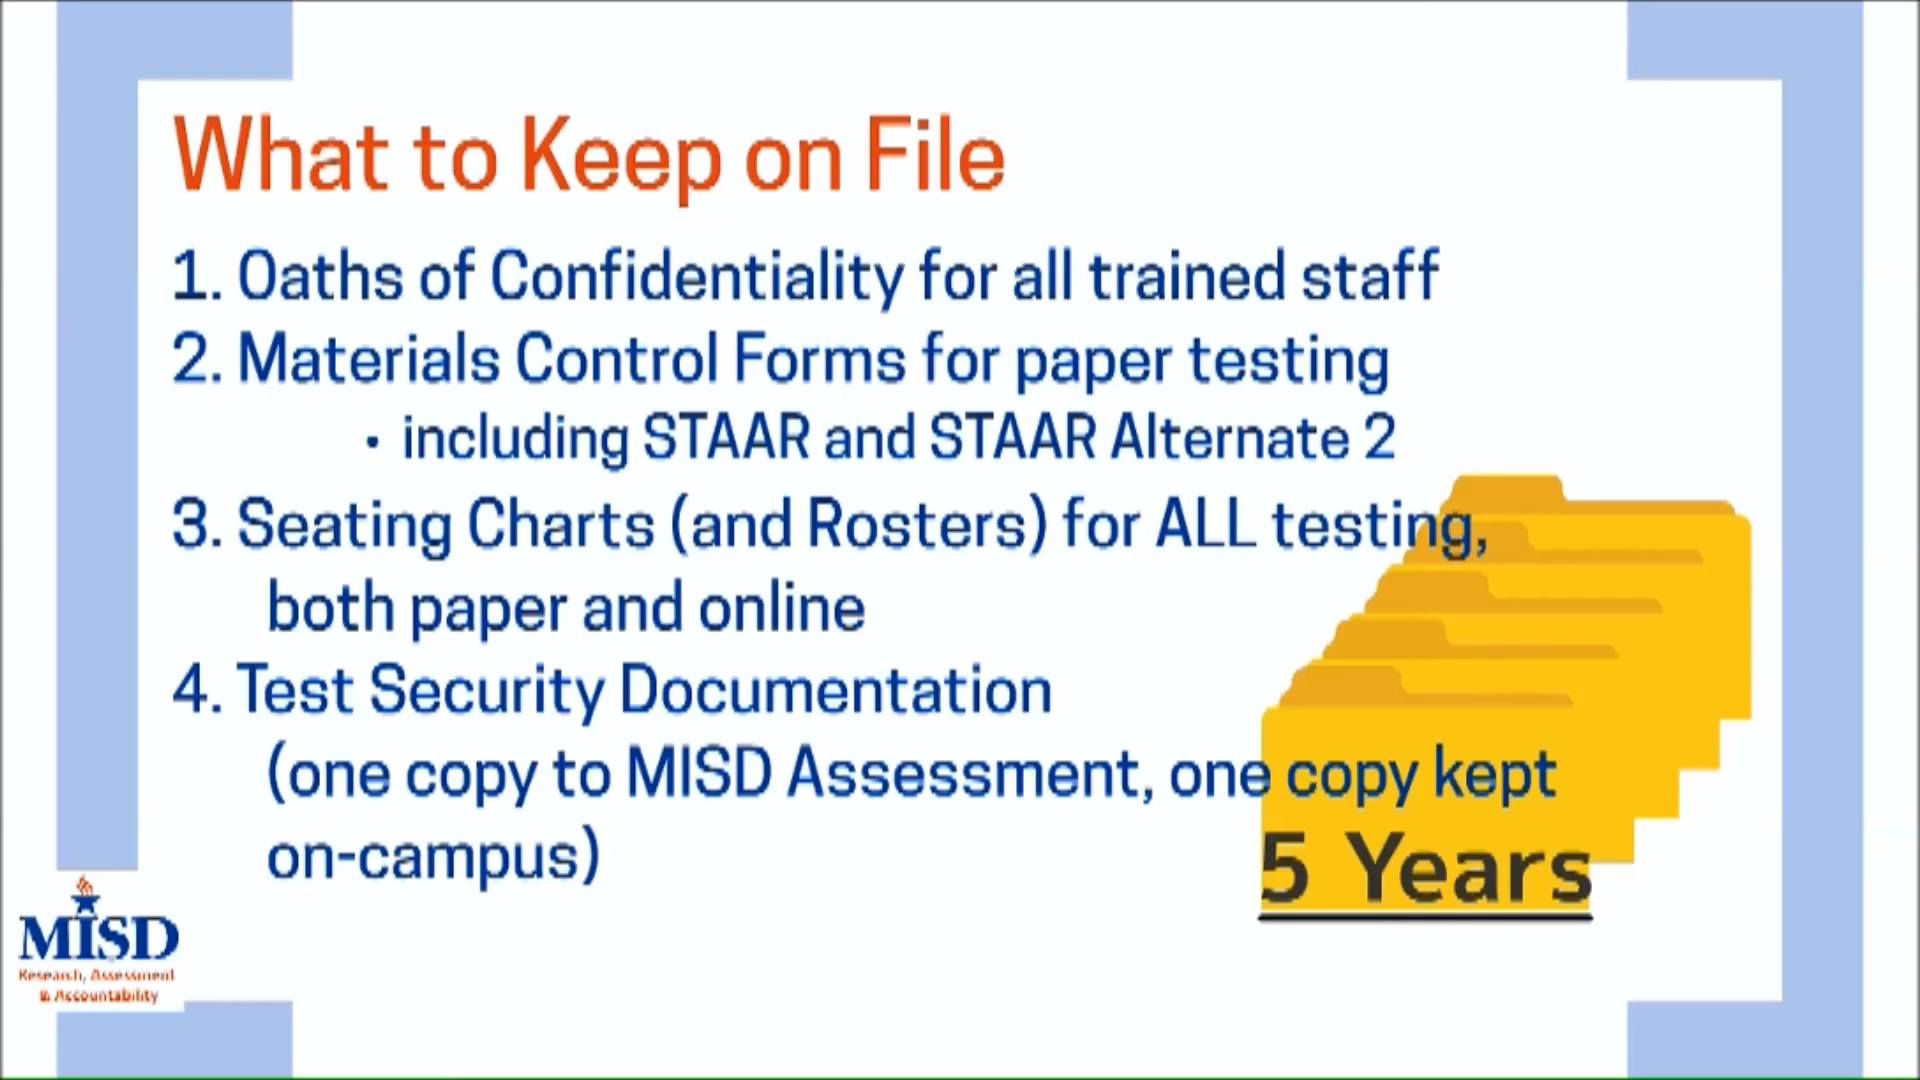 What to Keep on File
1. Oaths of Confidentiality for all trained staff
2. Materials Control Forms for paper testing
• including STAAR and STAAR Alternate 2
3. Seating Charts (and Rosters) for ALL testing,
both paper and online
4. Test Security Documentation
(one copy to MISD Assessment, one copy kept
on-campus)
5 Years
MISD
Research, Assessment
& Accountability